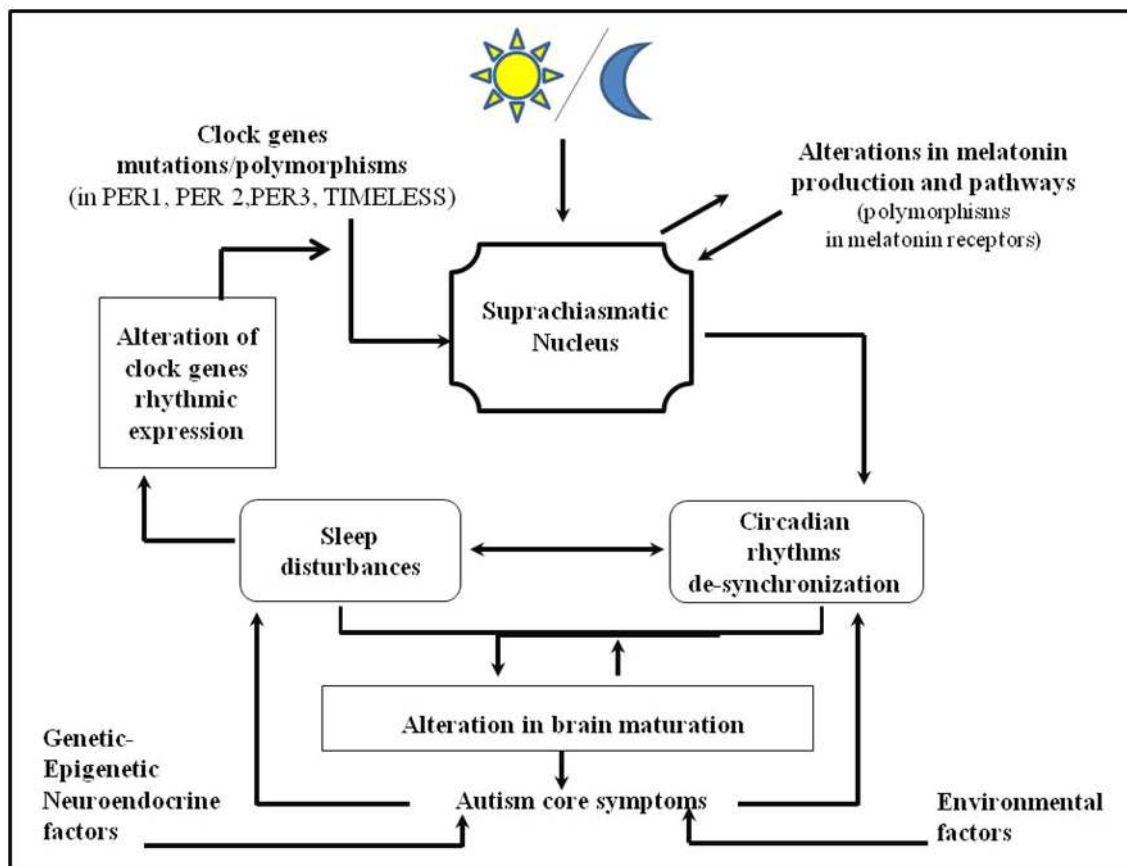 Clock genes
mutations/polymorphisms
(in PER1, PER 2,PER3, TIMELESS)
Alterations in melatonin
production and pathways
(polymorphisms
in melatonin receptors)
Suprachiasmatic
Nucleus
Alteration of
clock genes
rhythmic
expression
Sleep
disturbances
Circadian
rhythms
de-synchronization
Alteration in brain maturation
Genetic-
Epigenetic
Neuroendocrine
factors
Autism core symptoms
Environmental
factors